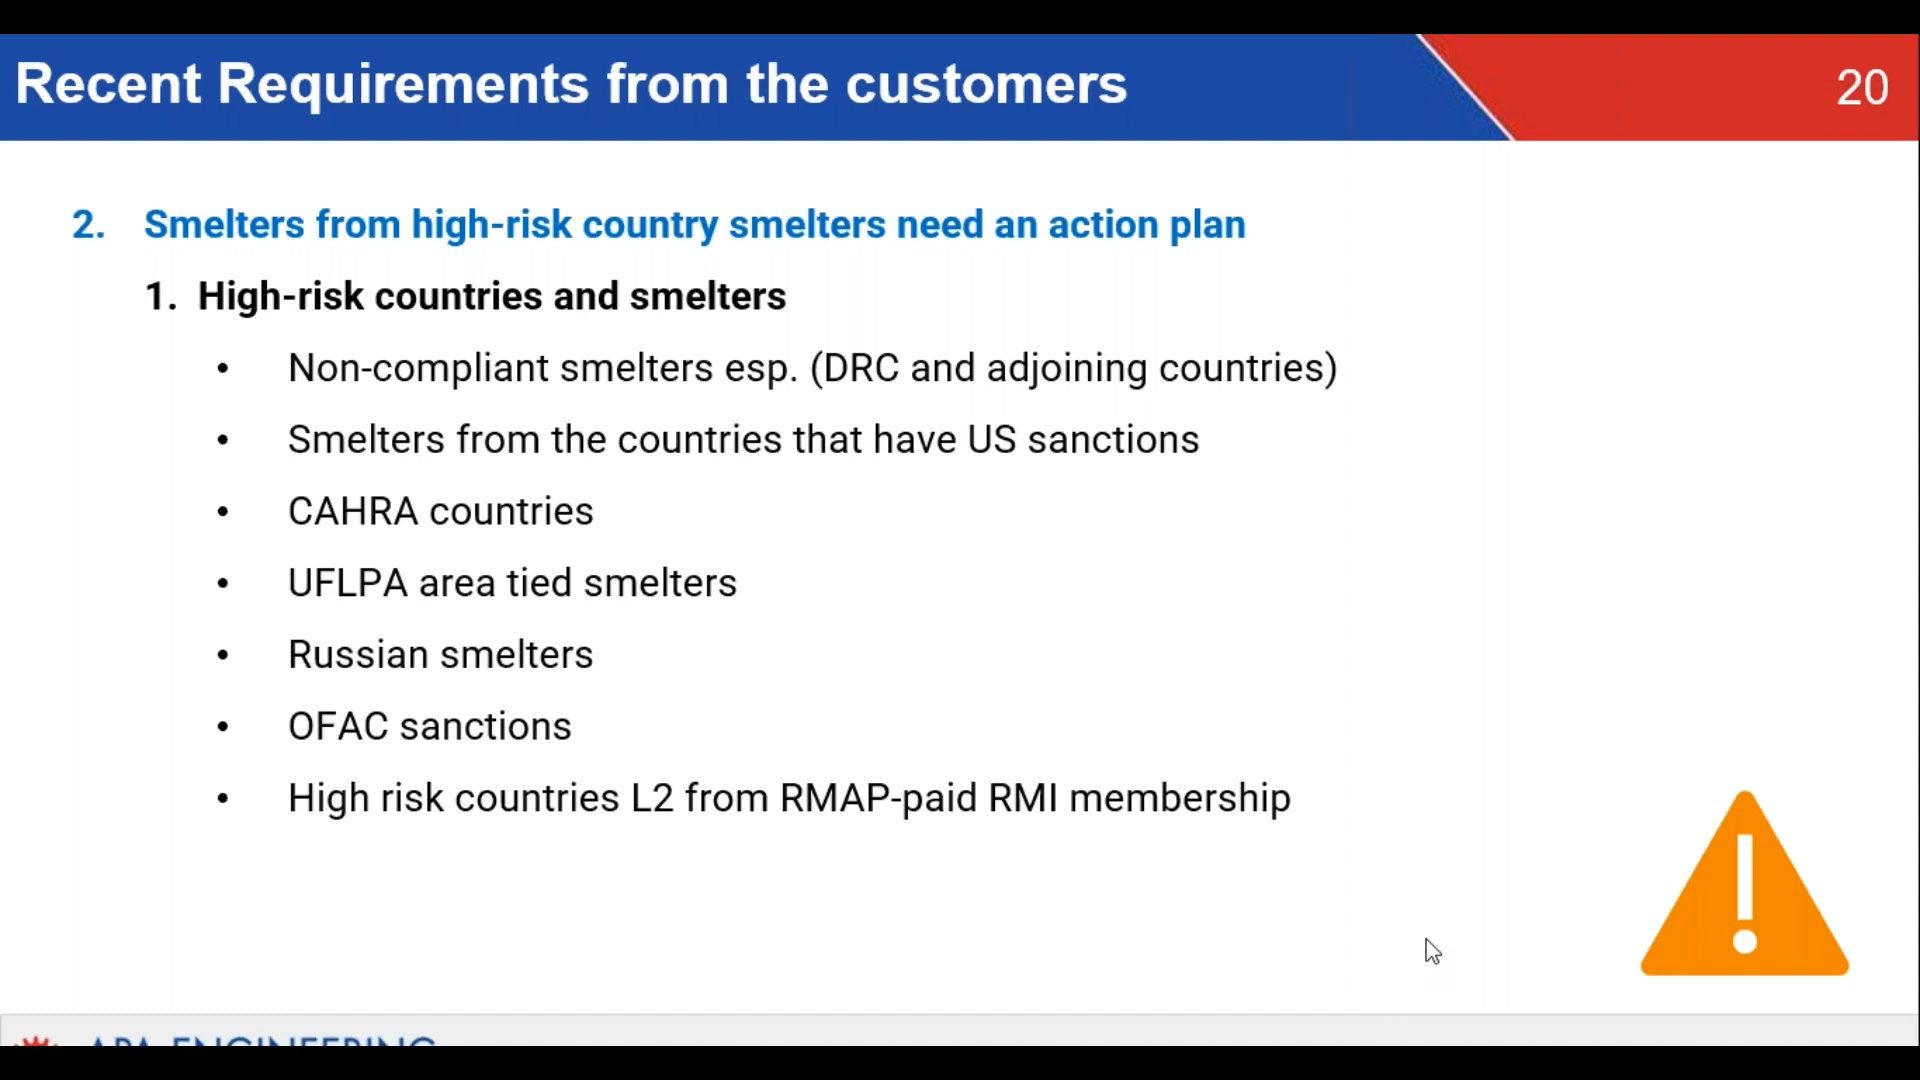 Recent Requirements from the customers
20
2. Smelters from high-risk country smelters need an action plan
1. High-risk countries and smelters
• Non-compliant smelters esp. (DRC and adjoining countries)
• Smelters from the countries that have US sanctions
• CAHRA countries
• UFLPA area tied smelters
• Russian smelters
• OFAC sanctions
• High risk countries L2 from RMAP-paid RMI membership
APA ENGINEERING